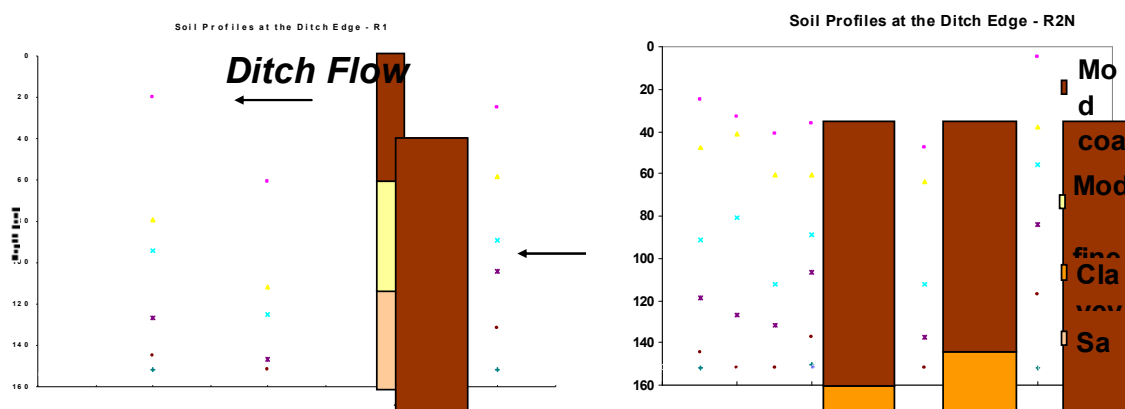 Soil Profiles at the Ditch Edge - R1
Ditch Flow
0
20
40
60
120
140
160
Soil Profiles at the Ditch Edge - R2N
0
20
40
60
80
100
120
140
160
Mo
d
coa
Mod
Cla
Sa